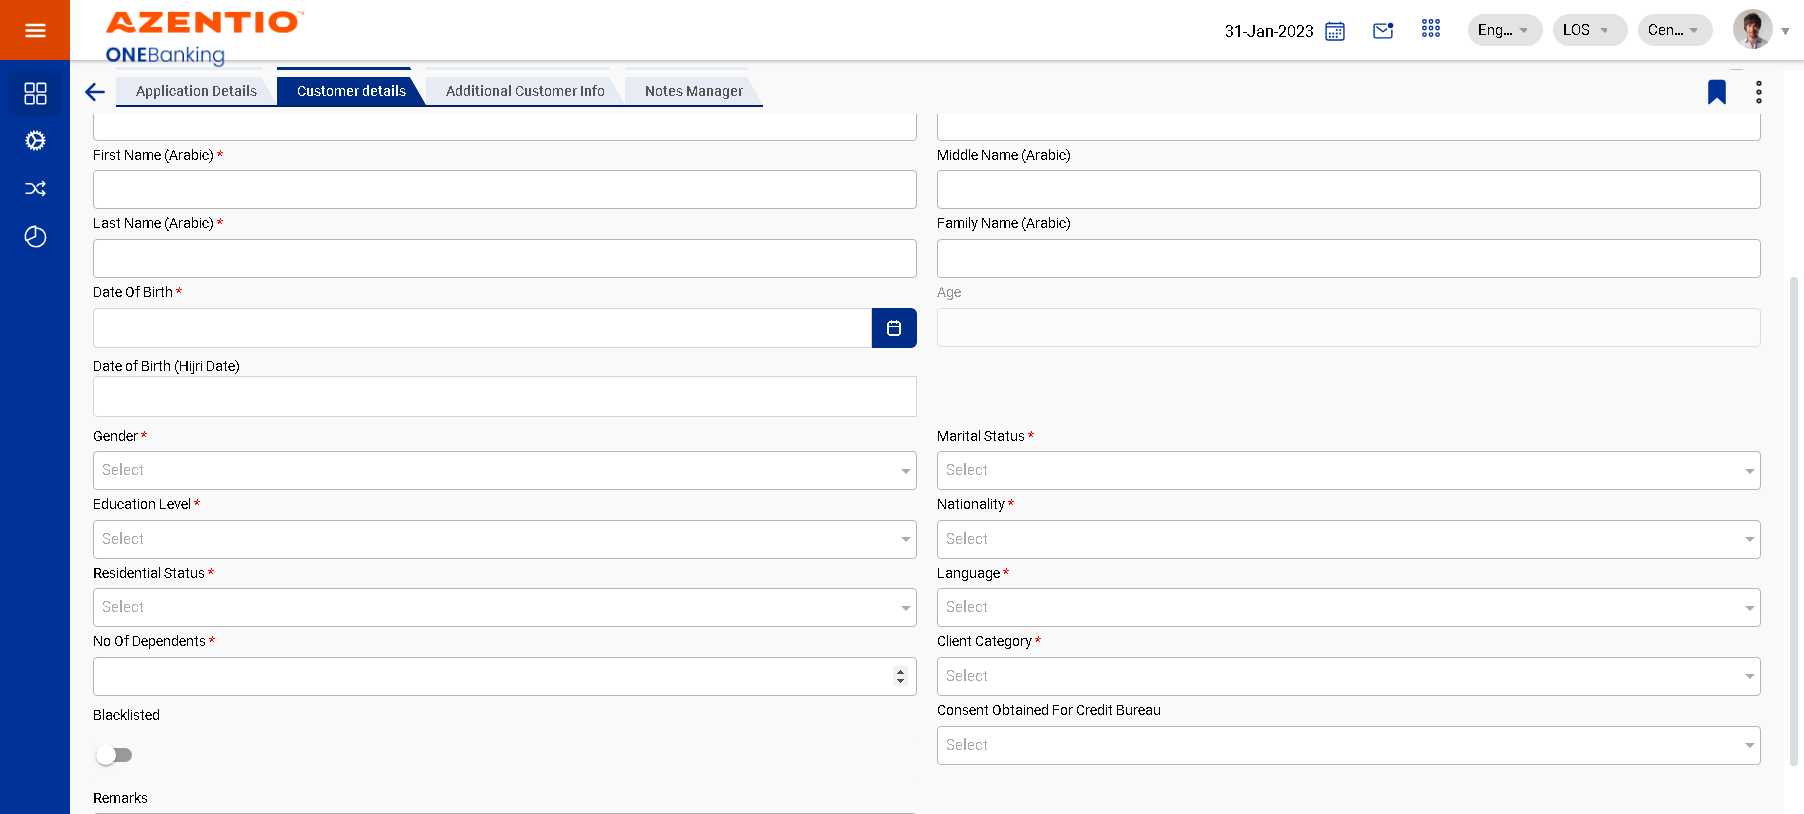 AZENTIO™
ONEBanking
31-Jan-2023
Eng...
LOS
Cen...
Application Details
Customer details
Additional Customer Info
Notes Manager
First Name (Arabic) *
Middle Name (Arabic)
Last Name (Arabic) *
Family Name (Arabic)
Date Of Birth *
Age
Date of Birth (Hijri Date)
Gender *
Marital Status *
Select
Select
Education Level *
Nationality *
Select
Select
Residential Status *
Language *
Select
Select
No Of Dependents *
Client Category *
Select
Blacklisted
Consent Obtained For Credit Bureau
Select
Remarks